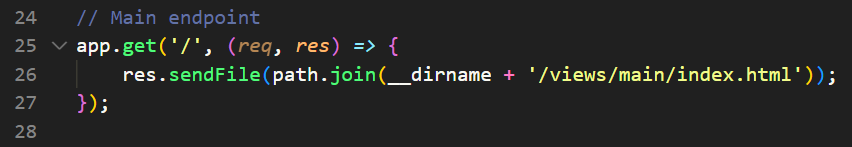 24 // Main endpoint
25 app.get('/', (req, res) => {
26 res.sendFile(path.join(__dirname + '/views/main/index.html'));
27 });
28